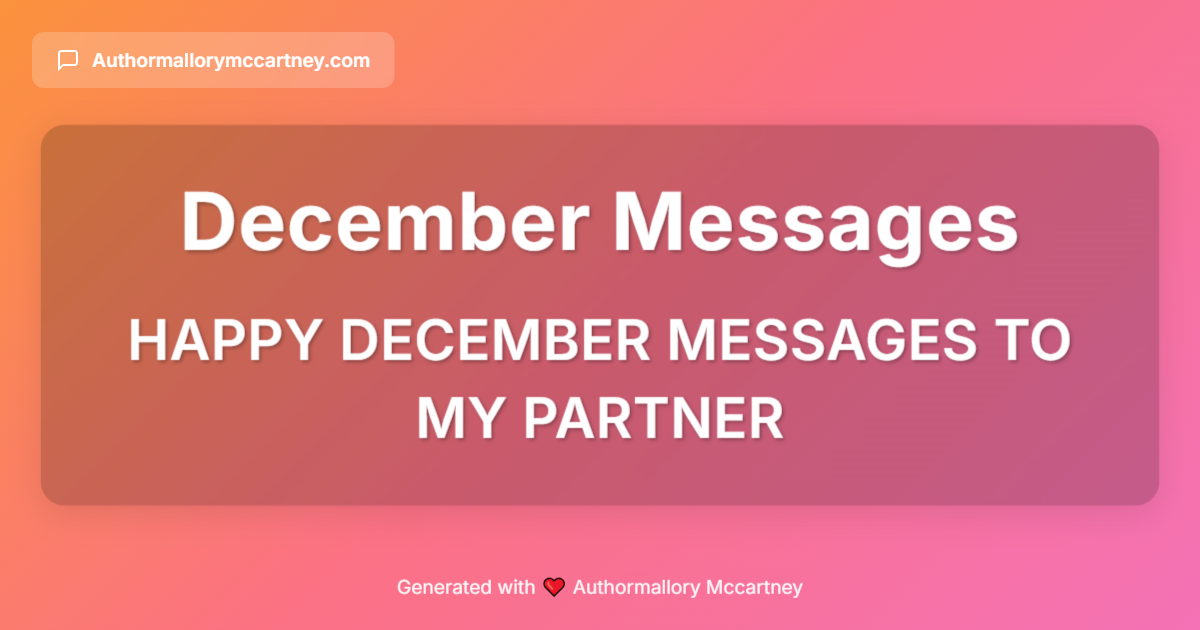 Authormallorymccartney.com
December Messages
HAPPY DECEMBER MESSAGES TO
MY PARTNER
Generated with ❤️ Authormallory Mccartney